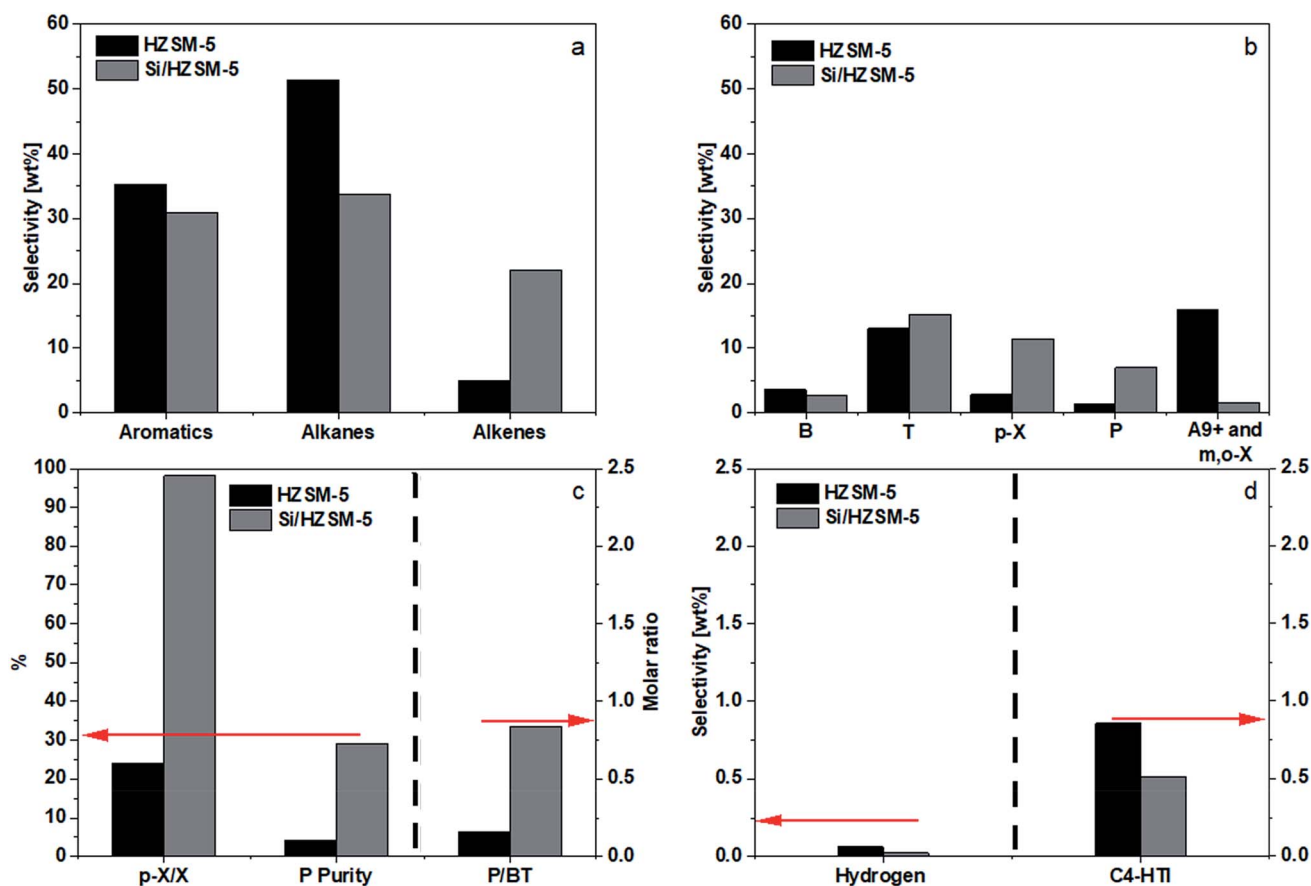 60
50
40
30
20
10
0
Selectivity [wt%]
HZSM-5
Si/HZSM-5
a
Aromatics Alkanes Alkenes
60
50
40
30
20
10
0
Selectivity [wt%]
HZSM-5
Si/HZSM-5
b
B T p-X P A9+ and
m,o-X
100
90
80
70
60
50
40
30
20
10
0
%
HZSM-5
Si/HZSM-5
c
2.5
2.0
1.5
1.0
0.5
0.0
Molar ratio
p-X/X P Purity P/BT
2.5
2.0
1.5
1.0
0.5
0.0
Selectivity [wt%]
HZSM-5
Si/HZSM-5
d
2.5
2.0
1.5
1.0
0.5
0.0
Hydrogen C4-HTI